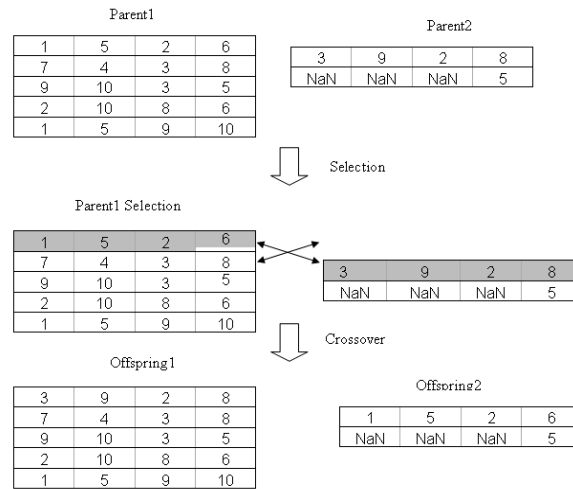 Parent1
1 5 2 6
7 4 3 8
9 10 3 5
2 10 8 6
1 5 9 10
Parent2
3 9 2 8
NaN NaN NaN 5
Selection
Parent1 Selection
1 5 2 6
7 4 3 8
9 10 3 5
2 10 8 6
1 5 9 10
3 9 2 8
NaN NaN NaN 5
Crossover
Offspring1
3 9 2 8
7 4 3 8
9 10 3 5
2 10 8 6
1 5 9 10
Offspring2
1 5 2 6
NaN NaN NaN 5